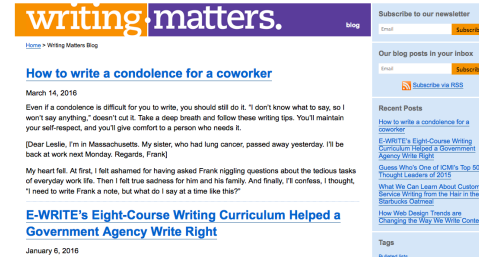 writing·matters.
blog
Home > Writing Matters Blog
How to write a condolence for a coworker
March 14, 2016
Even if a condolence is difficult for you to write, you should still do it. "I don't know what to say, so I
won't say anything," doesn't cut it. Take a deep breath and follow these writing tips. You'll maintain
your self-respect, and you'll give comfort to a person who needs it.
[Dear Leslie, I'm in Massachusetts. My sister, who had lung cancer, passed away yesterday. I'll be
back at work next Monday. Regards, Frank]
My heart fell. At first, I felt ashamed for having asked Frank niggling questions about the tedious tasks
of everyday work life. Then I felt true sadness for him and his family. And finally, I'll confess, I thought,
"I need to write Frank a note, but what do I say at a time like this?"
E-WRITE's Eight-Course Writing Curriculum Helped a
Government Agency Write Right
January 6, 2016
Subscribe to our newsletter
Email
Subscribe
Our blog posts in your inbox
Email
Subscribe
Subscribe via RSS
Recent Posts
How to write a condolence for a
coworker
E-WRITE's Eight-Course Writing
Curriculum Helped a Government
Agency Write Right
Guess Who's One of ICMI's Top 50
Thought Leaders of 2015
What We Can Learn About Custom
Service Writing from the Hair in the
Starbucks Oatmeal
How Web Design Trends are
Changing the Way We Write Conte
Tags